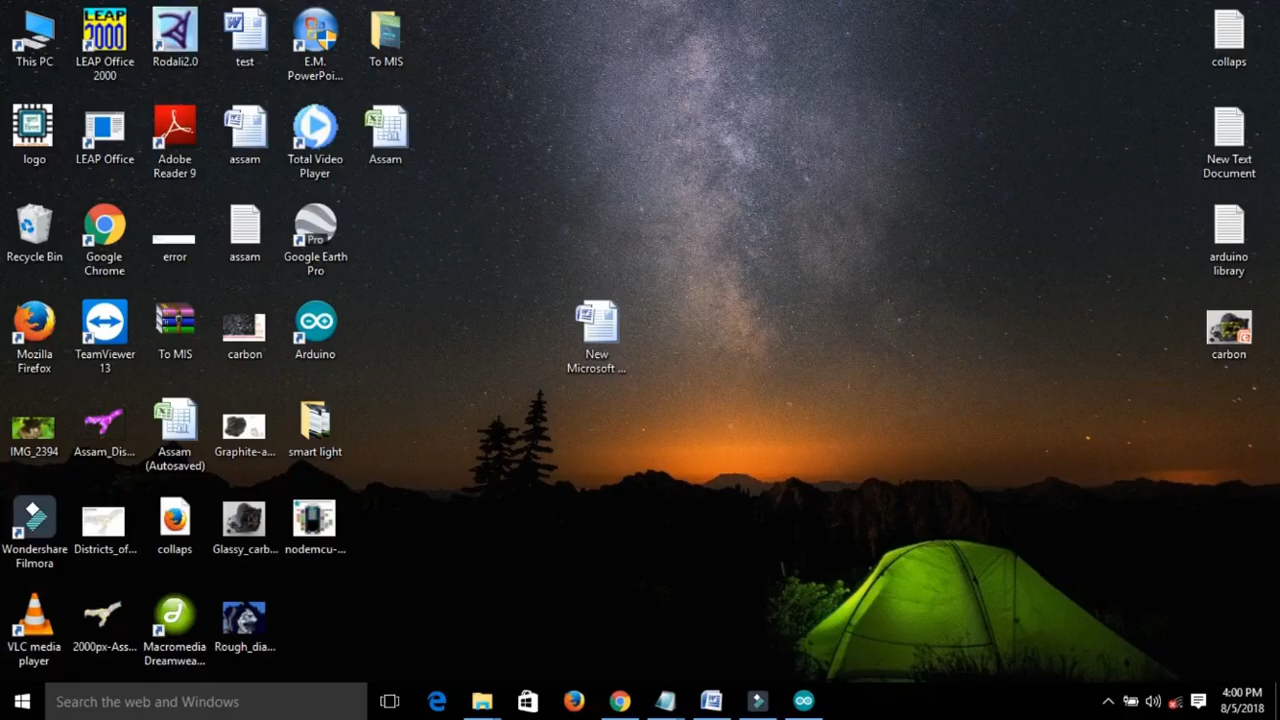 This PC
LEAP
2000
LEAP Office
2000
Rodali2.0
test
E.M.
PowerPoi...
To MIS
collaps
logo
LEAP Office
Adobe
Reader 9
assam
Total Video
Player
Assam
New Text
Document
Recycle Bin
Google
Chrome
error
assam
Pro
Google Earth
Pro
arduino
library
Mozilla
Firefox
TeamViewer
13
To MIS
carbon
Arduino
New
Microsoft ...
carbon
IMG_2394
Assam_Dis...
Assam
(Autosaved)
Graphite-a...
smart light
Wondershare
Filmora
Districts_of...
collaps
Glassy_carb...
nodemcu-...
VLC media
player
2000px-Ass...
Macromedia
Dreamwea...
Rough_dia...
Search the web and Windows
4:00 PM
8/5/2018